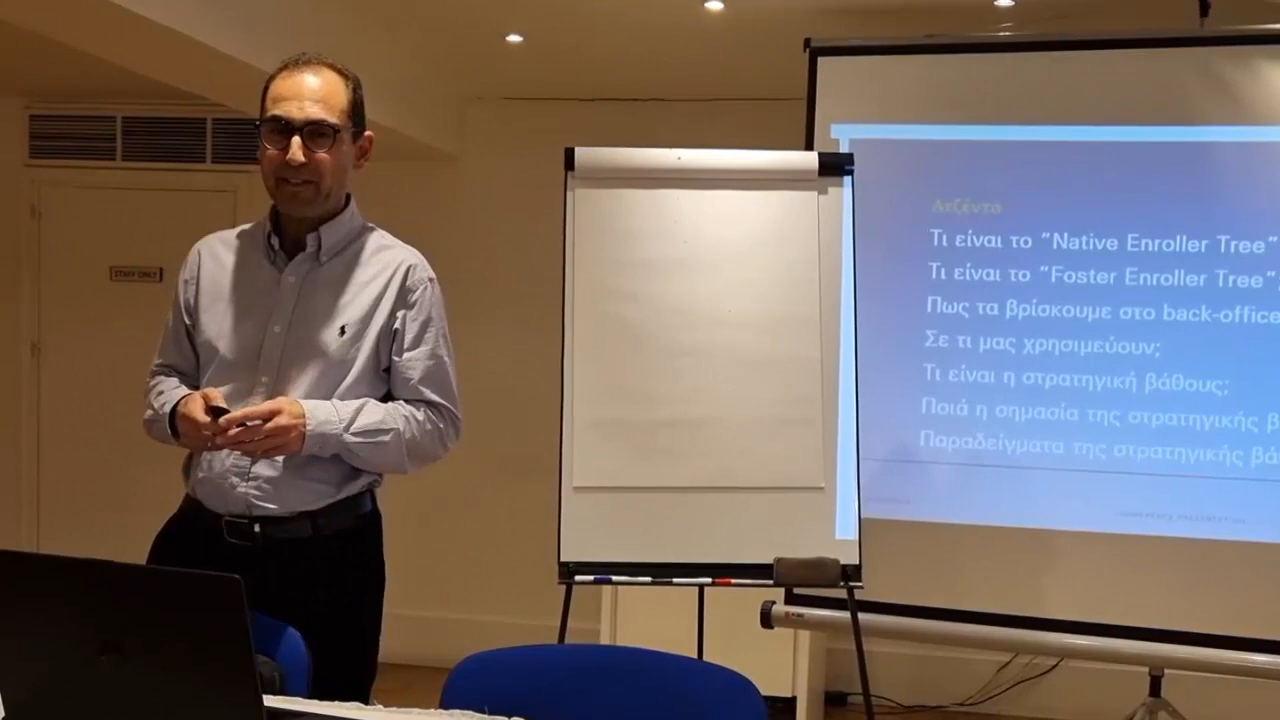 STAFF ONLY
Ατζέντα
Τι είναι το “Native Enroller Tree”
Τι είναι το “Foster Enroller Tree”
Πως τα βρίσκουμε στο back-office
Σε τι μας χρησιμεύουν;
Τι είναι η στρατηγική βάθους;
Ποιά η σημασία της στρατηγικής β
Παραδείγματα της στρατηγικής βά